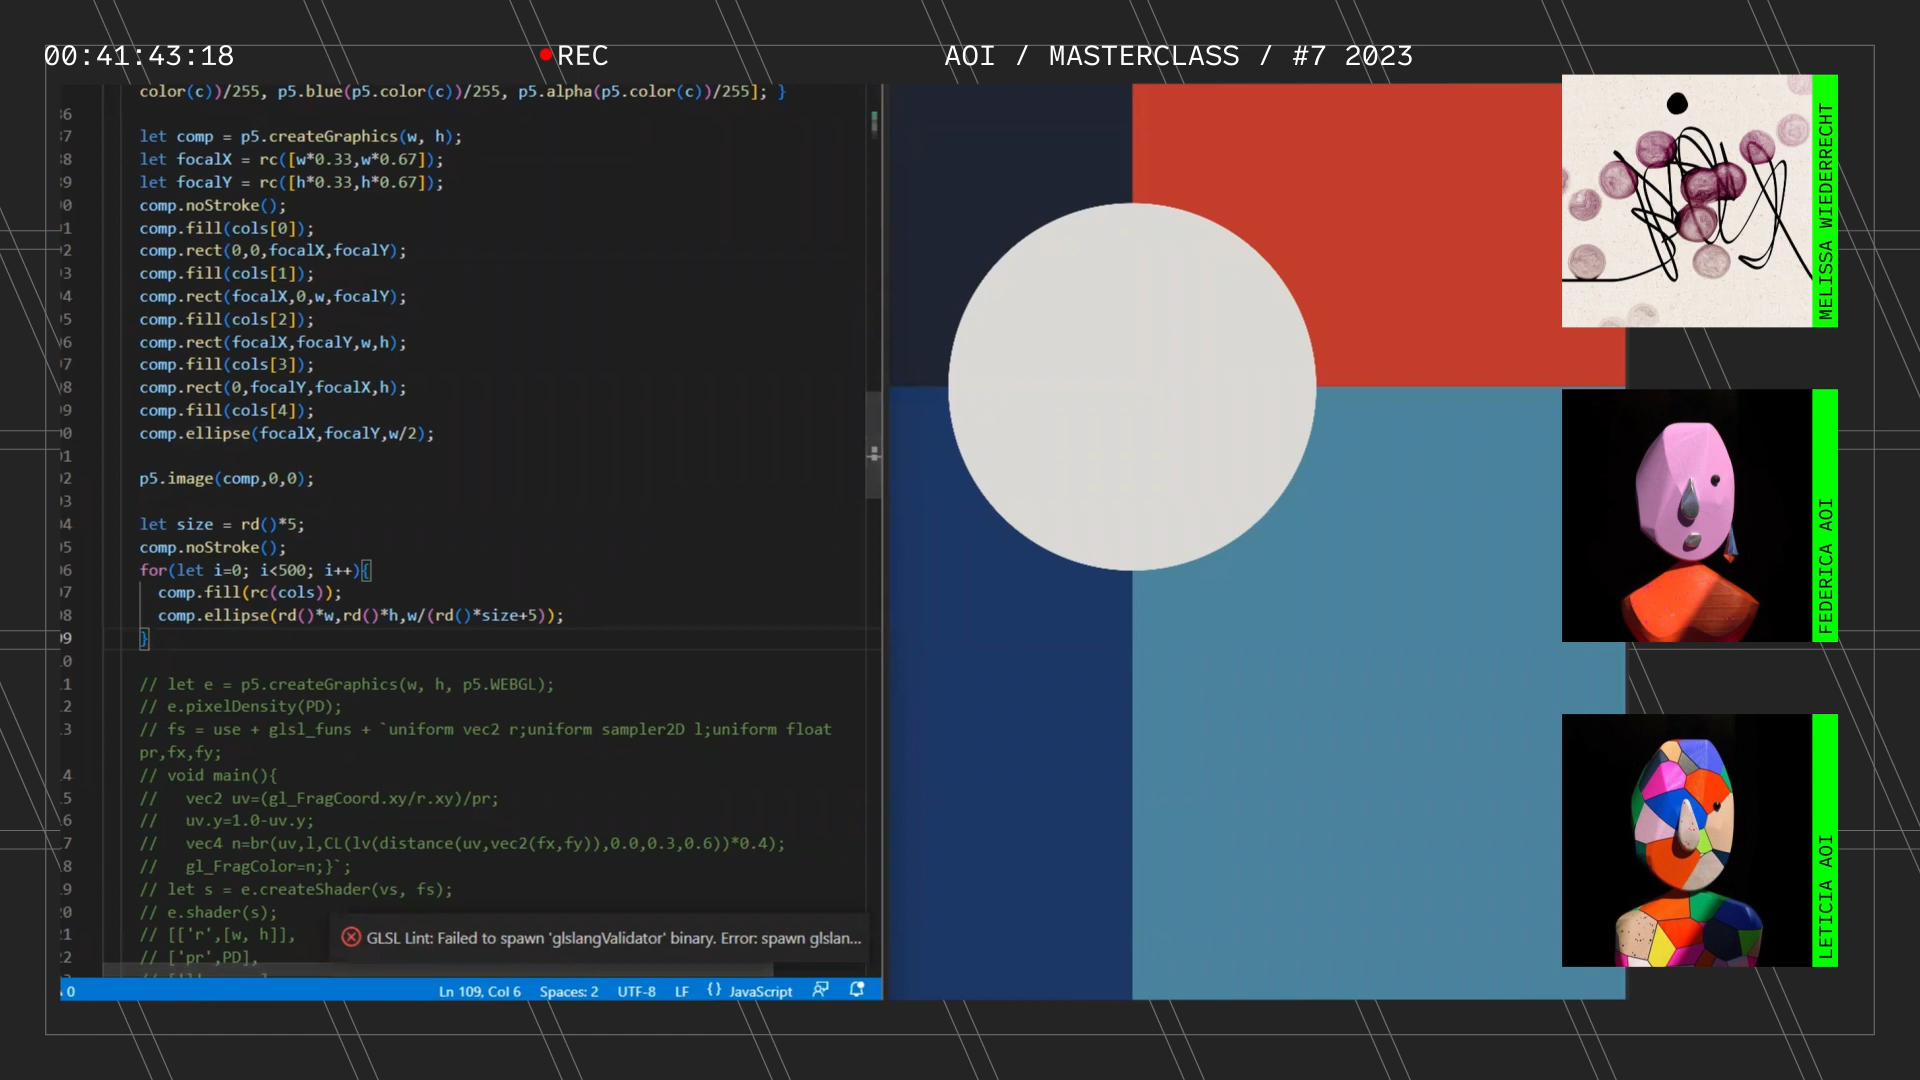 00:41:43:18
REC
AOI / MASTERCLASS / #7 2023
color(c))/255, p5.blue(p5.color(c))/255, p5.alpha(p5.color(c))/255]; }
let comp = p5.createGraphics(w, h);
let focalX = rc([w*0.33,w*0.67]);
let focalY = rc([h*0.33,h*0.67]);
comp.noStroke();
comp.fill(cols[0]);
comp.rect(0,0,focalX,focalY);
comp.fill(cols[1]);
comp.rect(focalX,0,w,focalY);
comp.fill(cols[2]);
comp.rect(focalX,focalY,w,h);
comp.fill(cols[3]);
comp.rect(0,focalY,focalX,h);
comp.fill(cols[4]);
comp.ellipse(focalX,focalY,w/2);
p5.image(comp,0,0);
let size = rd()*5;
comp.noStroke();
for(let i=0; i<500; i++){
comp.fill(rc(cols));
comp.ellipse(rd()*w,rd()*h,w/(rd()*size+5));
}
// let e = p5.createGraphics(w, h, p5.WEBGL);
// e.pixelDensity(PD);
// fs = use + glsl_funs + `uniform vec2 r;uniform sampler2D l;uniform float
pr,fx,fy;
// void main(){
//   vec2 uv=(gl_FragCoord.xy/r.xy)/pr;
//   uv.y=1.0-uv.y;
//   vec4 n=br(uv,l,CL(lv(distance(uv,vec2(fx,fy)),0.0,0.3,0.6))*0.4);
//   gl_FragColor=n;}`;
// let s = e.createShader(vs, fs);
// e.shader(s);
// [['r',[w, h]],
// ['pr',PD],
GLSL Lint: Failed to spawn 'glslangValidator' binary. Error: spawn glslan...
0
Ln 109, Col 6
Spaces: 2
UTF-8
LF
{} JavaScript
MELISSA WIEDERRECHT
FEDERICA AOI
LETICIA AOI